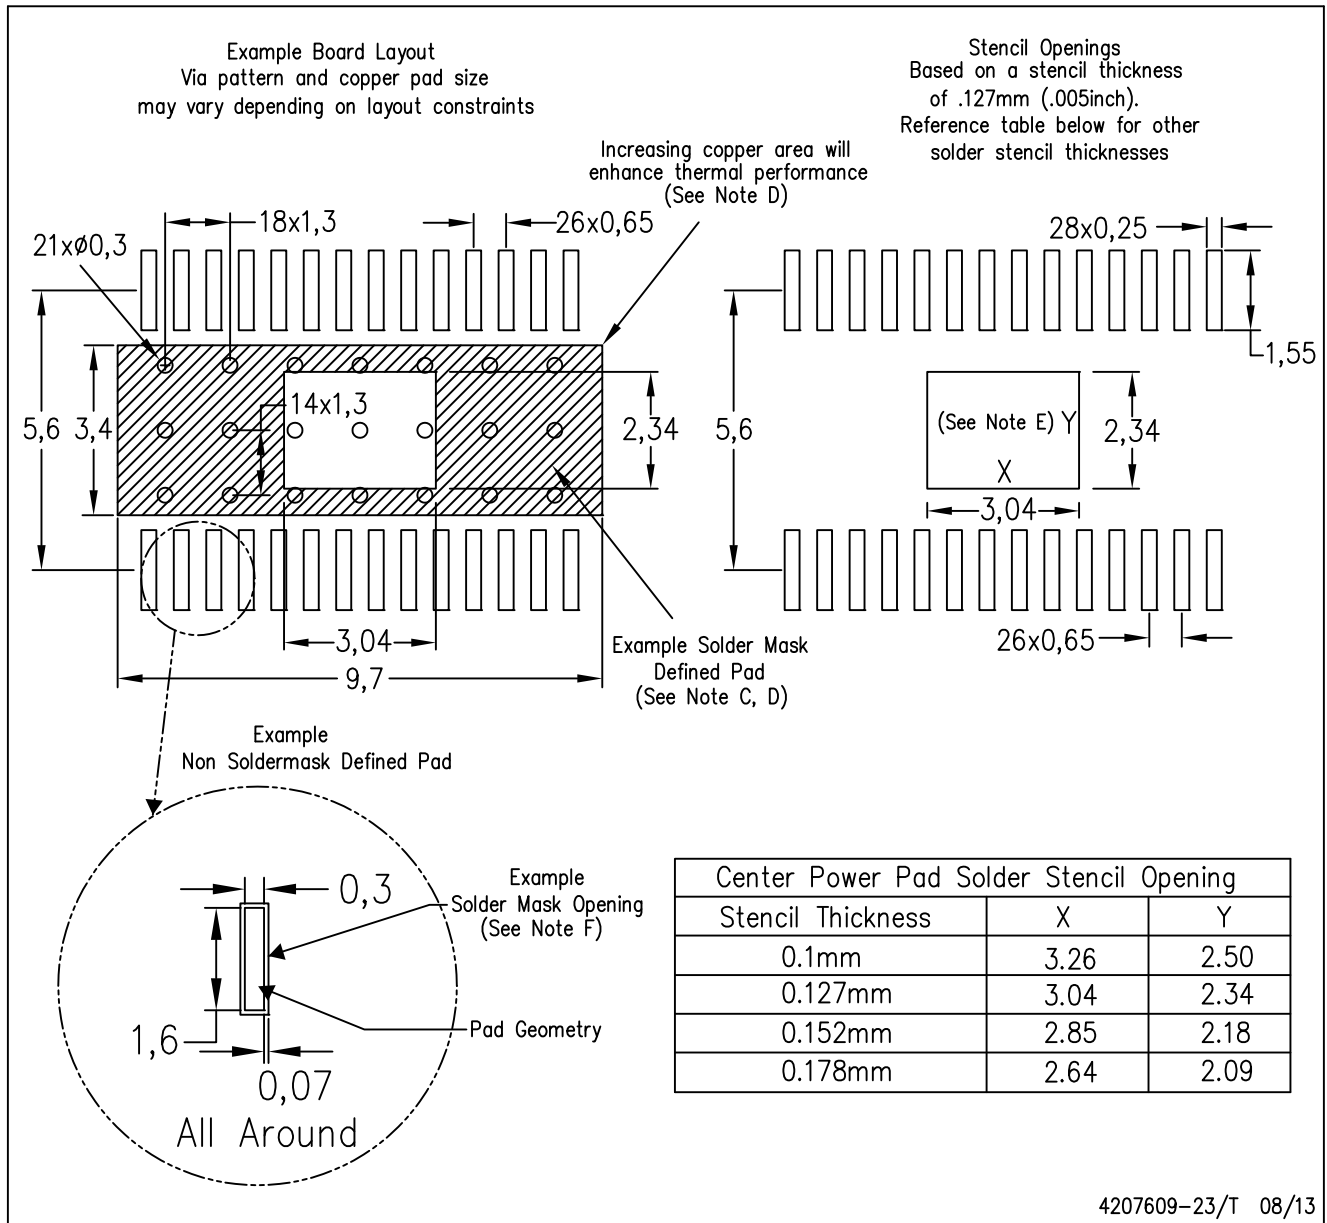 Example Board Layout
Via pattern and copper pad size
may vary depending on layout constraints
Stencil Openings
Based on a stencil thickness
of .127mm (.005inch).
Reference table below for other
solder stencil thicknesses
Increasing copper area will
enhance thermal performance
(See Note D)
18x1,3
26x0,65
21xø0,3
14x1,3
5,6
3,4
2,34
3,04
9,7
Example Solder Mask
Defined Pad
(See Note C, D)
28x0,25
1,55
5,6
(See Note E) Y
X
2,34
3,04
26x0,65
Example
Non Soldermask Defined Pad
0,3
Example
Solder Mask Opening
(See Note F)
1,6
Pad Geometry
0,07
All Around
Center Power Pad Solder Stencil Opening
Stencil Thickness X Y
0.1mm 3.26 2.50
0.127mm 3.04 2.34
0.152mm 2.85 2.18
0.178mm 2.64 2.09
4207609-23/T 08/13